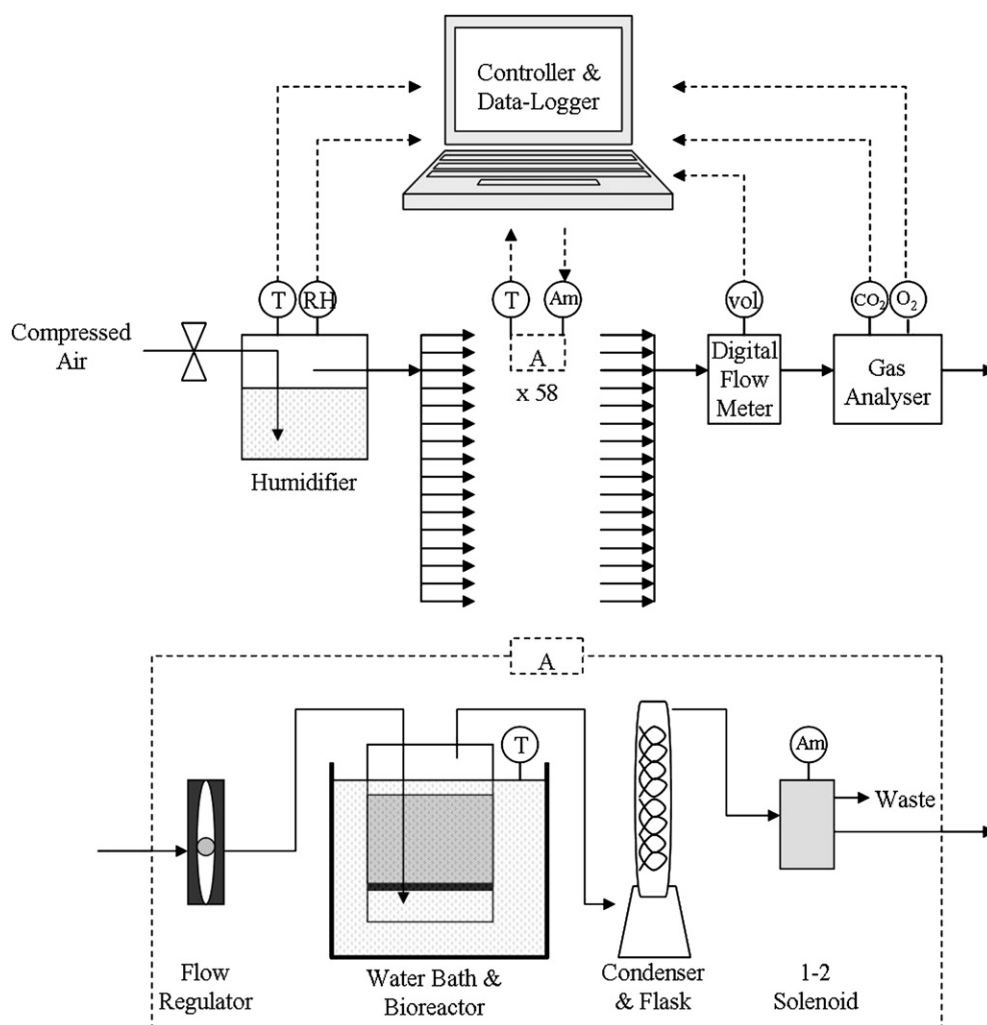 Controller &
Data-Logger
T
RH
T
Am
vol
CO₂
O₂
Compressed
Air
A
x 58
Digital
Flow
Meter
Gas
Analyser
Humidifier
A
T
Am
Waste
Flow
Regulator
Water Bath &
Bioreactor
Condenser
& Flask
1-2
Solenoid